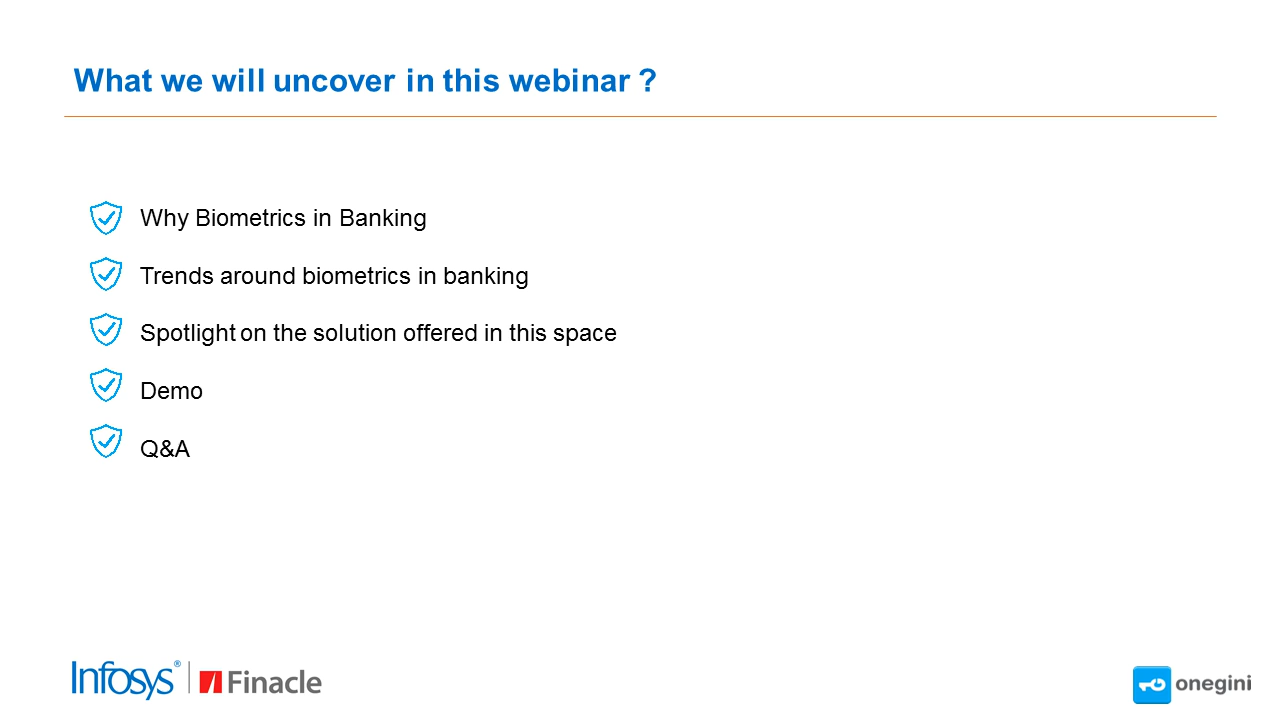 What we will uncover in this webinar ?
Why Biometrics in Banking
Trends around biometrics in banking
Spotlight on the solution offered in this space
Demo
Q&A
Infosys® | Finacle
onegini